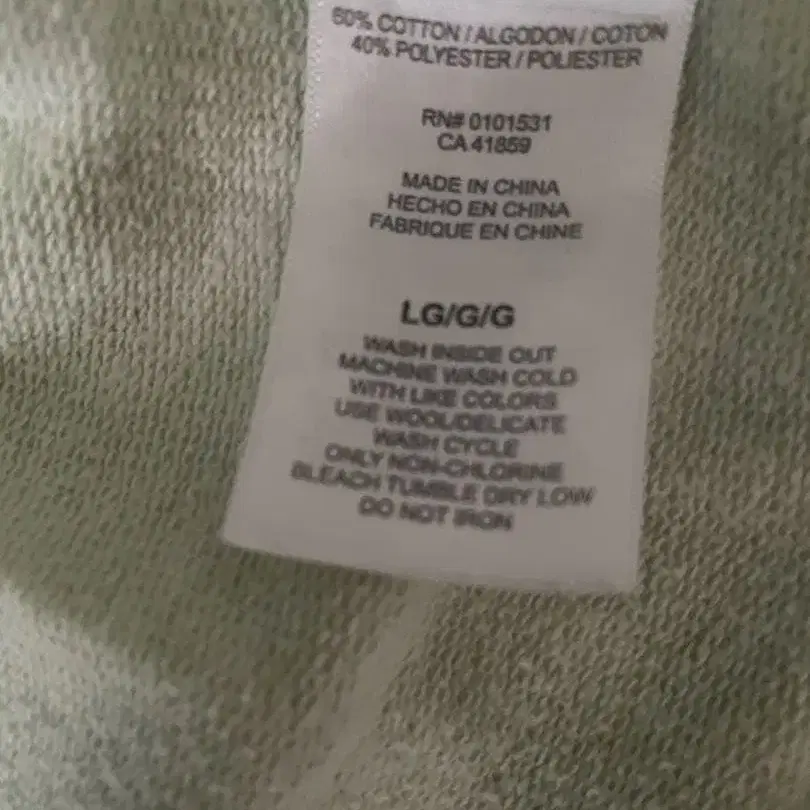 60% COTTON / ALGODON / COTON
40% POLYESTER / POLIESTER
RN# 0101531
CA 41859
MADE IN CHINA
HECHO EN CHINA
FABRIQUE EN CHINE
LG/G/G
WASH INSIDE OUT
MACHINE WASH COLD
WITH LIKE COLORS
USE WOOL/DELICATE
WASH CYCLE
ONLY NON-CHLORINE
BLEACH TUMBLE DRY LOW
DO NOT IRON